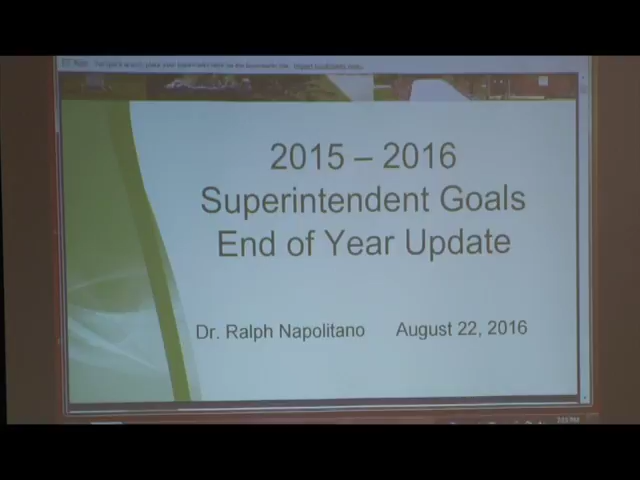 2015 – 2016
Superintendent Goals
End of Year Update
Dr. Ralph Napolitano August 22, 2016